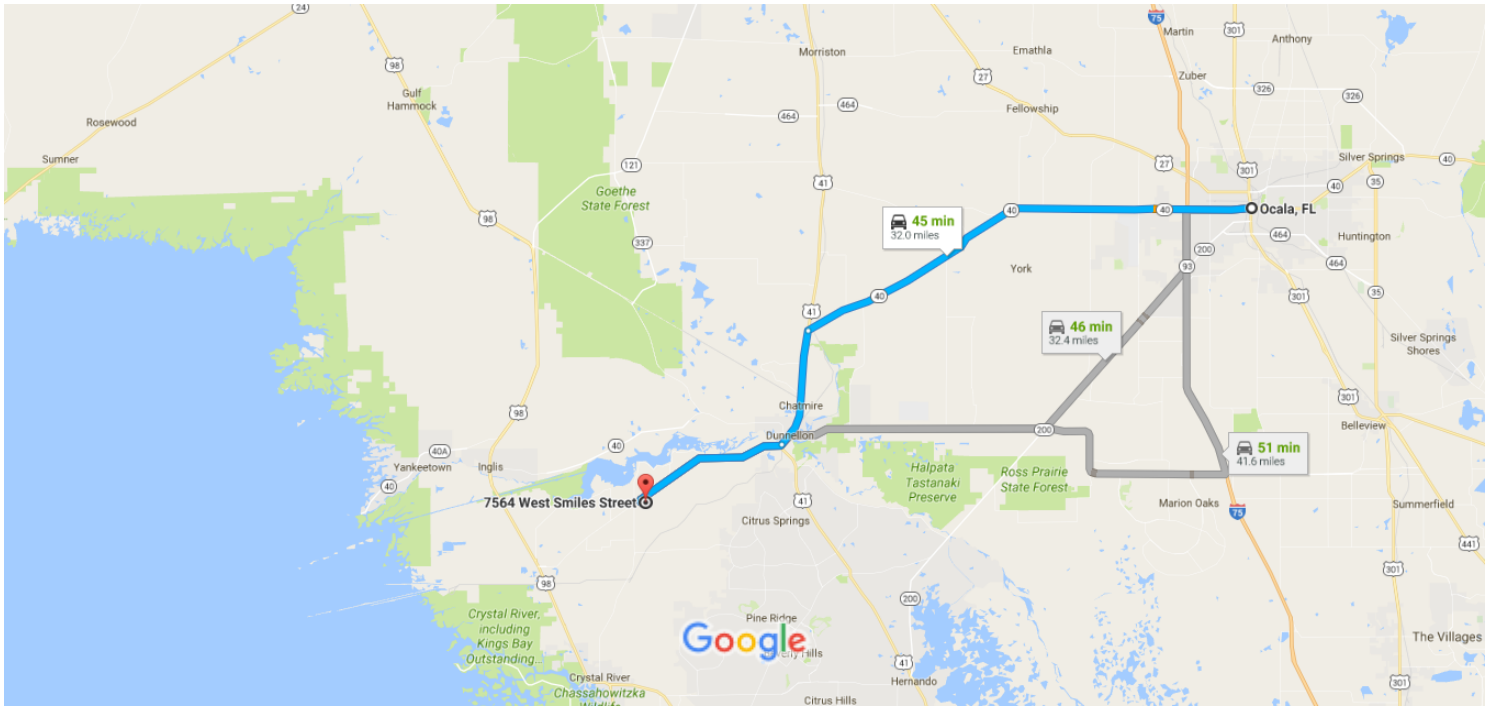 24
75
301
Martin
Anthony
Morriston
Emathla
98
27
Zuber
Gulf
Hammock
326
326
464
464
Fellowship
Rosewood
Sumner
121
27
301
Silver Springs
40
41
Goethe
State Forest
40
35
98
45 min
32.0 miles
40
40
Ocala, FL
337
200
464
Huntington
York
93
464
40
301
35
41
46 min
32.4 miles
Silver Springs
Shores
301
Chatmire
98
Dunnellon
200
Belleview
40
40A
51 min
41.6 miles
Yankeetown
Inglis
Halpata
Tastanaki
Preserve
Ross Prairie
State Forest
40
7564 West Smiles Street
41
Marion Oaks
75
Summerfield
Citrus Springs
441
98
301
200
Crystal River,
including
Kings Bay
Outstanding...
Pine Ridge
Google
The Villages
41
Crystal River
Hernando
Chassahowitzka
Citrus Hills